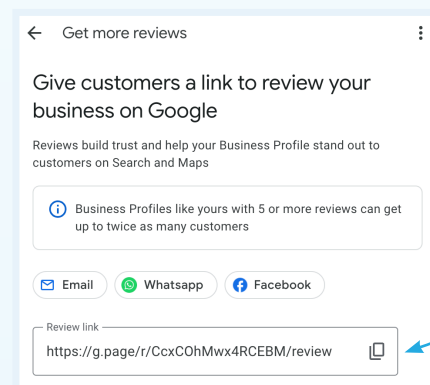 Get more reviews
Give customers a link to review your
business on Google
Reviews build trust and help your Business Profile stand out to
customers on Search and Maps
Business Profiles like yours with 5 or more reviews can get
up to twice as many customers
Email Whatsapp Facebook
Review link
https://g.page/r/CcxCOhMwx4RCEBM/review